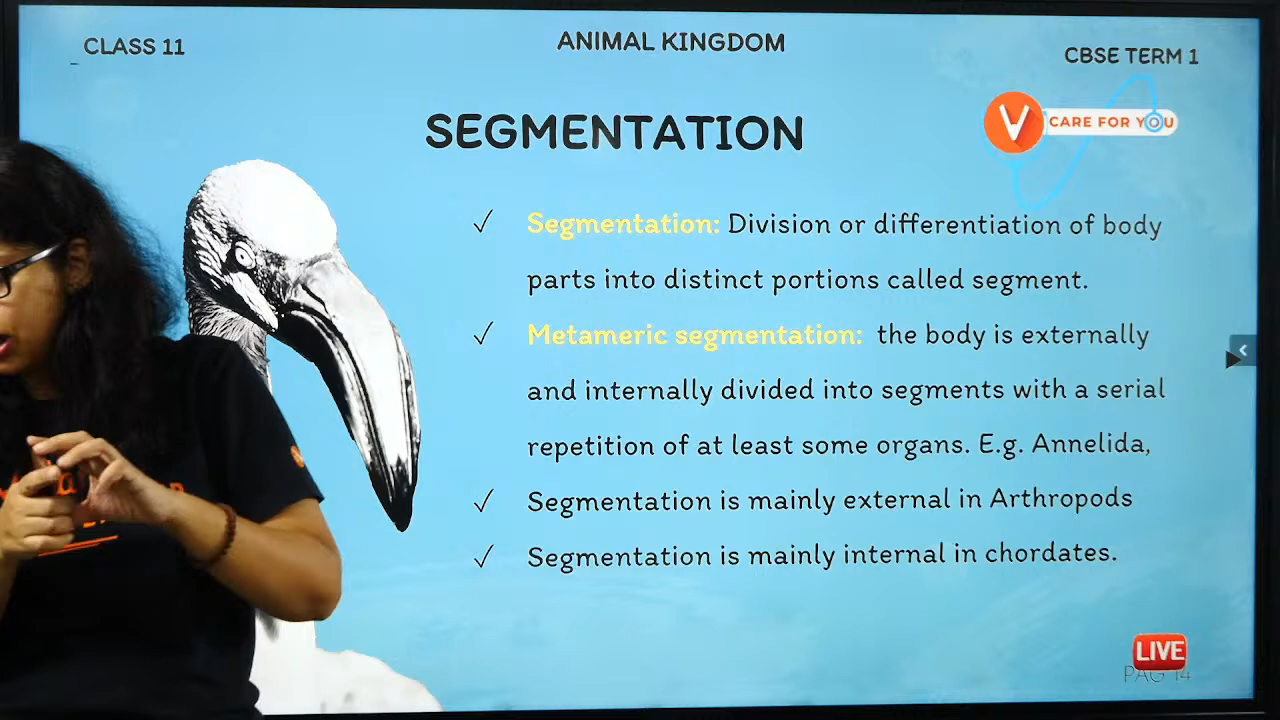 CLASS 11
ANIMAL KINGDOM
CBSE TERM 1
V CARE FOR YOU
SEGMENTATION
✓ Segmentation: Division or differentiation of body
parts into distinct portions called segment.
✓ Metameric segmentation: the body is externally
and internally divided into segments with a serial
repetition of at least some organs. E.g. Annelida,
✓ Segmentation is mainly external in Arthropods
✓ Segmentation is mainly internal in chordates.
LIVE
14